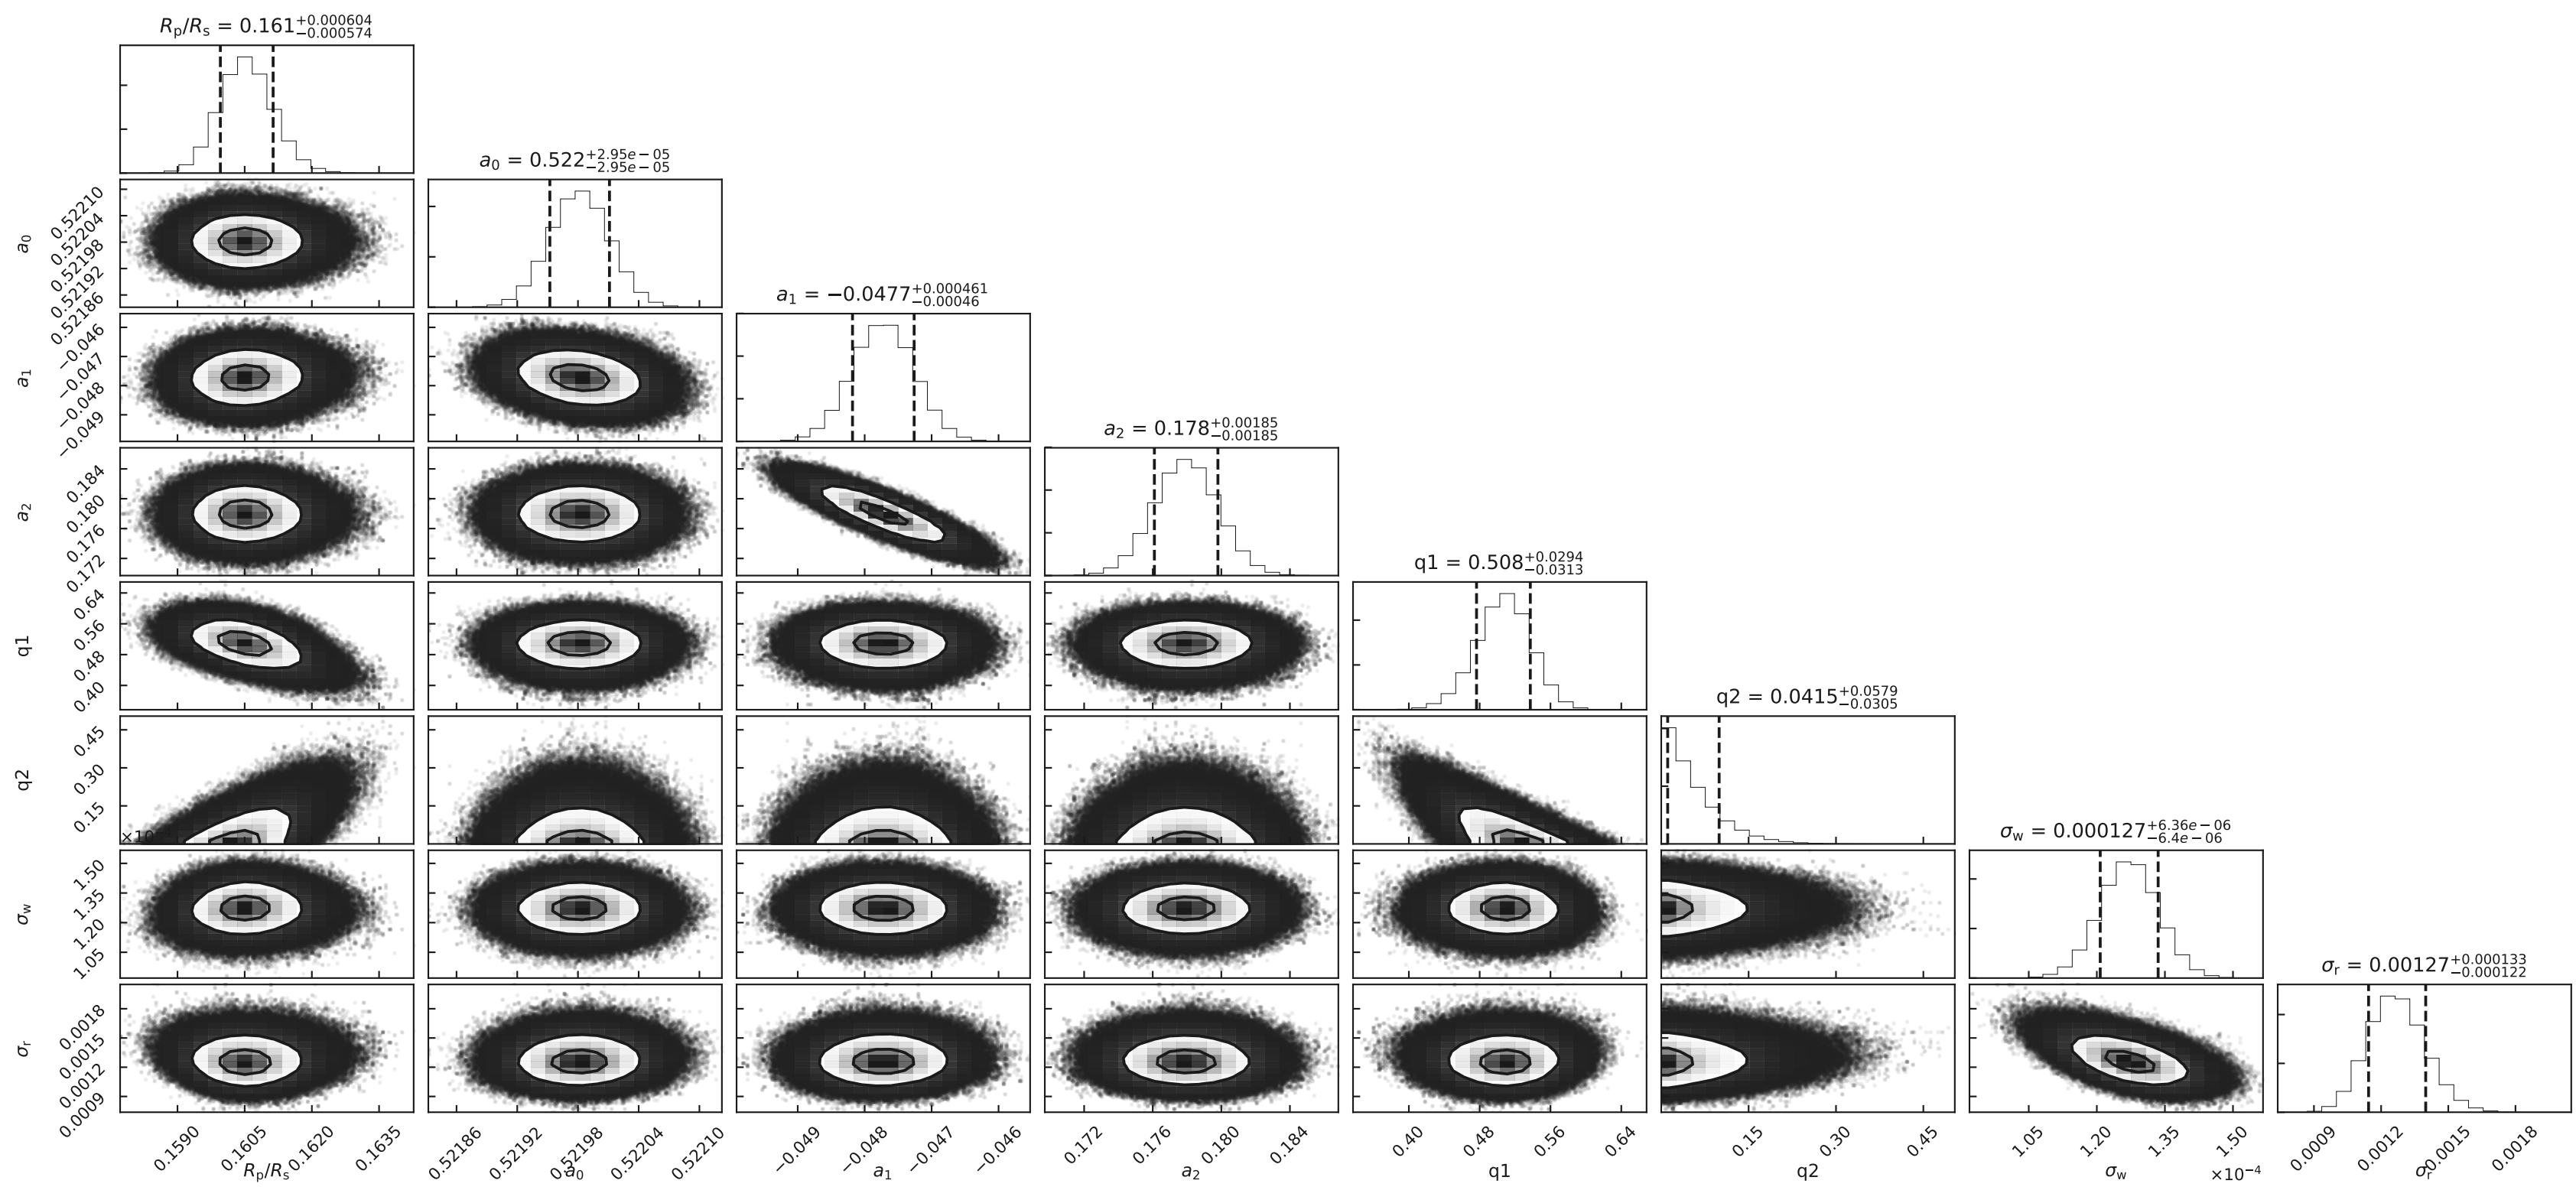 R_p/R_s = 0.161 +0.000604 −0.000574
a_0 = 0.522 +2.95e−05 −2.95e−05
a_1 = −0.0477 +0.000461 −0.00046
a_2 = 0.178 +0.00185 −0.00185
q1 = 0.508 +0.0294 −0.0313
q2 = 0.0415 +0.0579 −0.0305
σ_w = 0.000127 +6.36e−06 −6.4e−06
σ_r = 0.00127 +0.000133 −0.000122
a_0
0.52210
0.52204
0.52198
0.52192
0.52186
a_1
−0.046
−0.047
−0.048
−0.049
a_2
0.184
0.180
0.176
0.172
q1
0.64
0.56
0.48
0.40
q2
0.45
0.30
0.15
σ_w
1.50
1.35
1.20
1.05
σ_r
0.0018
0.0015
0.0012
0.0009
0.1590 0.1605 0.1620 0.1635
R_p/R_s
0.52186 0.52192 0.52198 0.52204 0.52210
a_0
−0.049 −0.048 −0.047 −0.046
a_1
0.172 0.176 0.180 0.184
a_2
0.40 0.48 0.56 0.64
q1
0.15 0.30 0.45
q2
1.05 1.20 1.35 1.50
σ_w
×10⁻⁴
0.0009 0.0012 0.0015 0.0018
σ_r